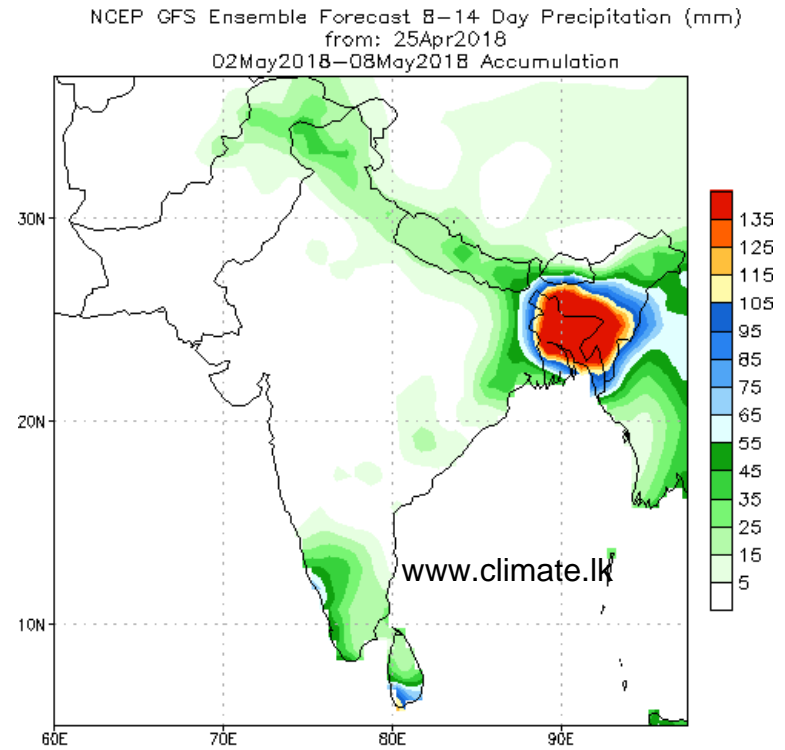 NCEP GFS Ensemble Forecast 8-14 Day Precipitation (mm)
from: 25Apr2018
02May2018-08May2018 Accumulation
30N
20N
10N
60E
70E
80E
90E
www.climate.lk
135
125
115
105
95
85
75
65
55
45
35
25
15
5